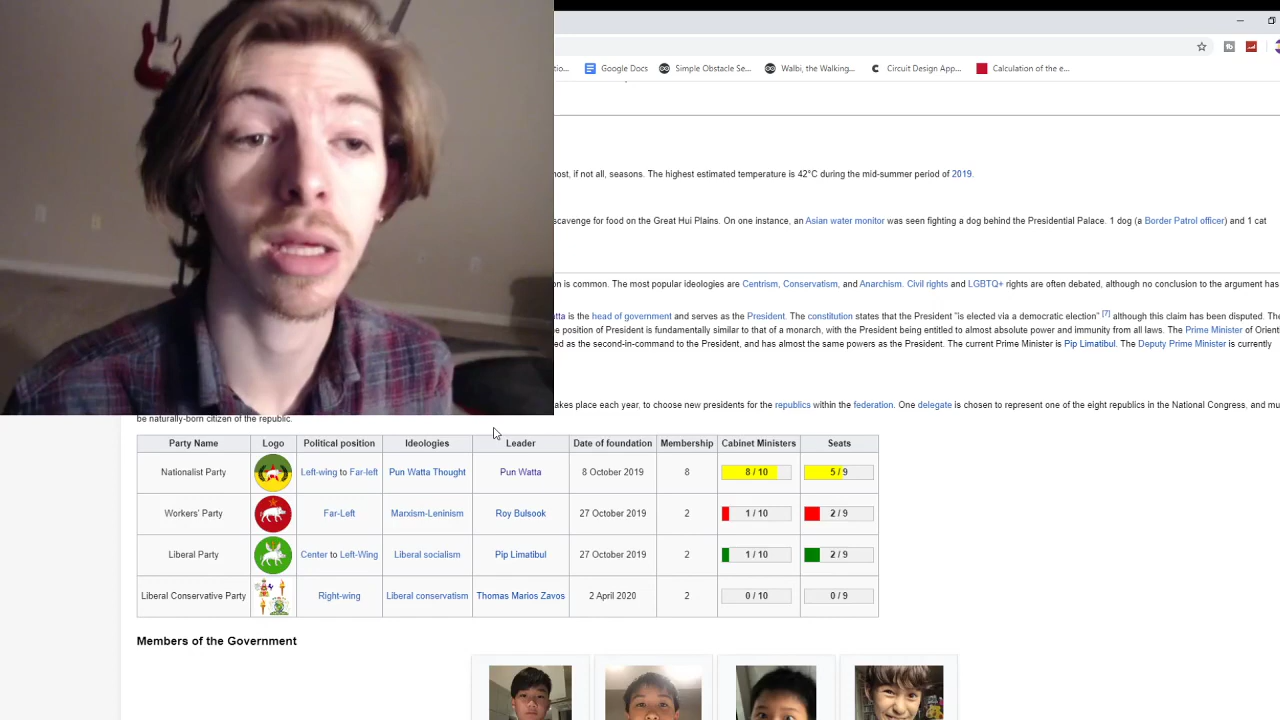 tio...
Google Docs
Simple Obstacle Se...
Walbi, the Walking...
Circuit Design App...
Calculation of the e...
nost, if not all, seasons. The highest estimated temperature is 42°C during the mid-summer period of 2019.
scavenge for food on the Great Hui Plains. On one instance, an Asian water monitor was seen fighting a dog behind the Presidential Palace. 1 dog (a Border Patrol officer) and 1 cat
on is common. The most popular ideologies are Centrism, Conservatism, and Anarchism. Civil rights and LGBTQ+ rights are often debated, although no conclusion to the argument has
atta is the head of government and serves as the President. The constitution states that the President "is elected via a democratic election" [7] although this claim has been disputed. The
e position of President is fundamentally similar to that of a monarch, with the President being entitled to almost absolute power and immunity from all laws. The Prime Minister of Orient
ed as the second-in-command to the President, and has almost the same powers as the President. The current Prime Minister is Pip Limatibul. The Deputy Prime Minister is currently
akes place each year, to choose new presidents for the republics within the federation. One delegate is chosen to represent one of the eight republics in the National Congress, and mu
be naturally-born citizen of the republic.
Party Name Logo Political position Ideologies Leader Date of foundation Membership Cabinet Ministers Seats
Nationalist Party Left-wing to Far-left Pun Watta Thought Pun Watta 8 October 2019 8 8 / 10 5 / 9
Workers' Party Far-Left Marxism-Leninism Roy Bulsook 27 October 2019 2 1 / 10 2 / 9
Liberal Party Center to Left-Wing Liberal socialism Pip Limatibul 27 October 2019 2 1 / 10 2 / 9
Liberal Conservative Party Right-wing Liberal conservatism Thomas Marios Zavos 2 April 2020 2 0 / 10 0 / 9
Members of the Government